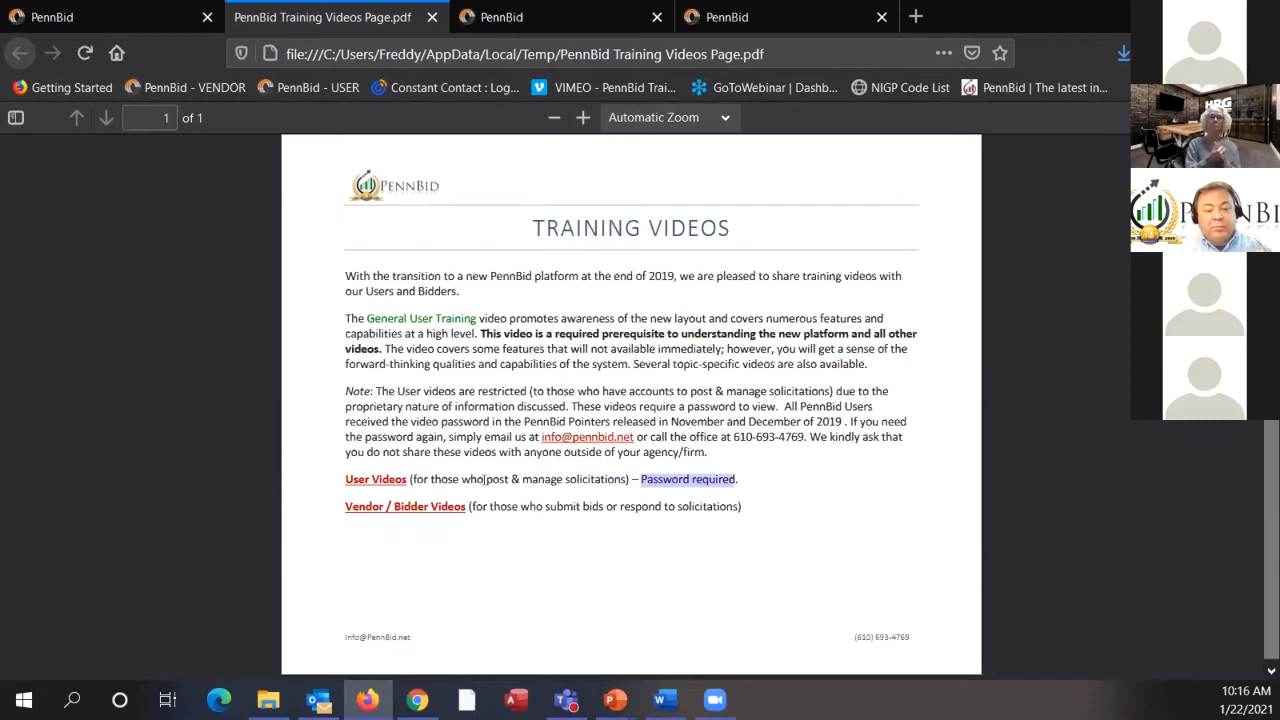 PennBid
PennBid Training Videos Page.pdf
PennBid
PennBid
file:///C:/Users/Freddy/AppData/Local/Temp/PennBid Training Videos Page.pdf
Getting Started
PennBid - VENDOR
PennBid - USER
Constant Contact : Log...
VIMEO - PennBid Trai...
GoToWebinar | Dashb...
NIGP Code List
PennBid | The latest in...
1 of 1
Automatic Zoom
HRG
PENNBID
TRAINING VIDEOS
With the transition to a new PennBid platform at the end of 2019, we are pleased to share training videos with
our Users and Bidders.
The General User Training video promotes awareness of the new layout and covers numerous features and
capabilities at a high level. This video is a required prerequisite to understanding the new platform and all other
videos. The video covers some features that will not available immediately; however, you will get a sense of the
forward-thinking qualities and capabilities of the system. Several topic-specific videos are also available.
Note: The User videos are restricted (to those who have accounts to post & manage solicitations) due to the
proprietary nature of information discussed. These videos require a password to view. All PennBid Users
received the video password in the PennBid Pointers released in November and December of 2019 . If you need
the password again, simply email us at info@pennbid.net or call the office at 610-693-4769. We kindly ask that
you do not share these videos with anyone outside of your agency/firm.
User Videos (for those who post & manage solicitations) – Password required.
Vendor / Bidder Videos (for those who submit bids or respond to solicitations)
Info@PennBid.net
(610) 693-4769
10:16 AM
1/22/2021